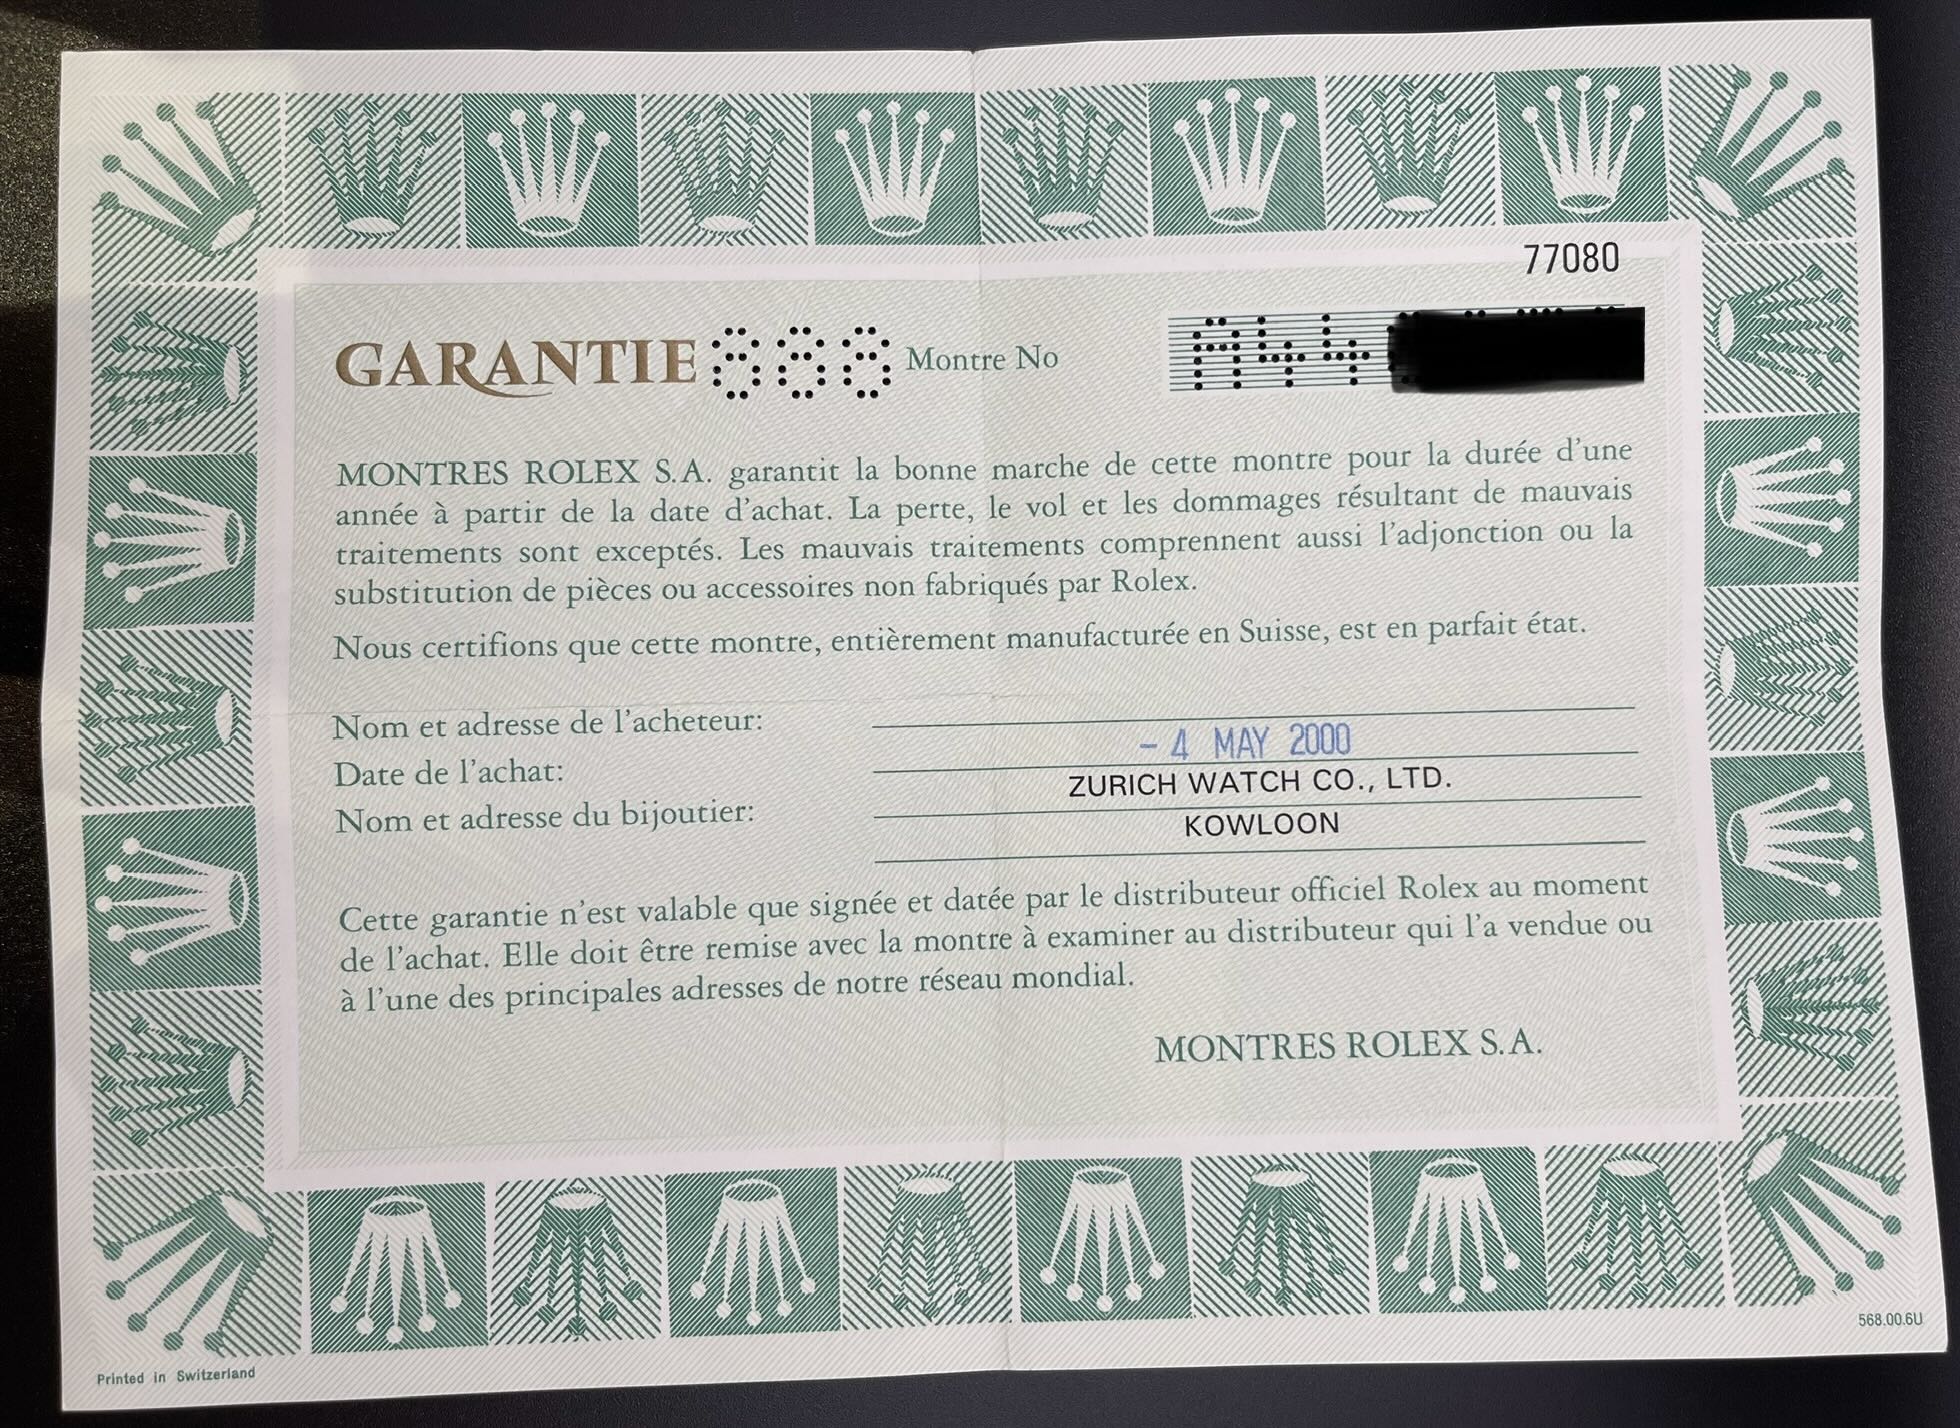 77080
GARANTIE 888 Montre No A44
MONTRES ROLEX S.A. garantit la bonne marche de cette montre pour la durée d'une
année à partir de la date d'achat. La perte, le vol et les dommages résultant de mauvais
traitements sont exceptés. Les mauvais traitements comprennent aussi l'adjonction ou la
substitution de pièces ou accessoires non fabriqués par Rolex.
Nous certifions que cette montre, entièrement manufacturée en Suisse, est en parfait état.
Nom et adresse de l'acheteur:
Date de l'achat: - 4 MAY 2000
Nom et adresse du bijoutier: ZURICH WATCH CO., LTD.
KOWLOON
Cette garantie n'est valable que signée et datée par le distributeur officiel Rolex au moment
de l'achat. Elle doit être remise avec la montre à examiner au distributeur qui l'a vendue ou
à l'une des principales adresses de notre réseau mondial.
MONTRES ROLEX S.A.
568.00.6U
Printed in Switzerland